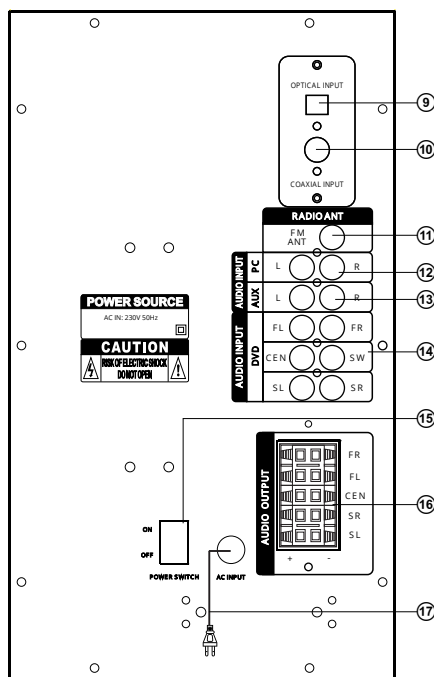 OPTICAL INPUT
9
10
COAXIAL INPUT
RADIO ANT
FM
ANT
11
AUDIO INPUT
PC
L
R
12
AUX
L
R
13
AUDIO INPUT
DVD
FL
FR
CEN
SW
14
SL
SR
POWER SOURCE
AC IN: 230V 50Hz
CAUTION
RISK OF ELECTRIC SHOCK
DO NOT OPEN
15
AUDIO OUTPUT
FR
FL
CEN
16
SR
SL
+ -
ON
OFF
POWER SWITCH
AC INPUT
17